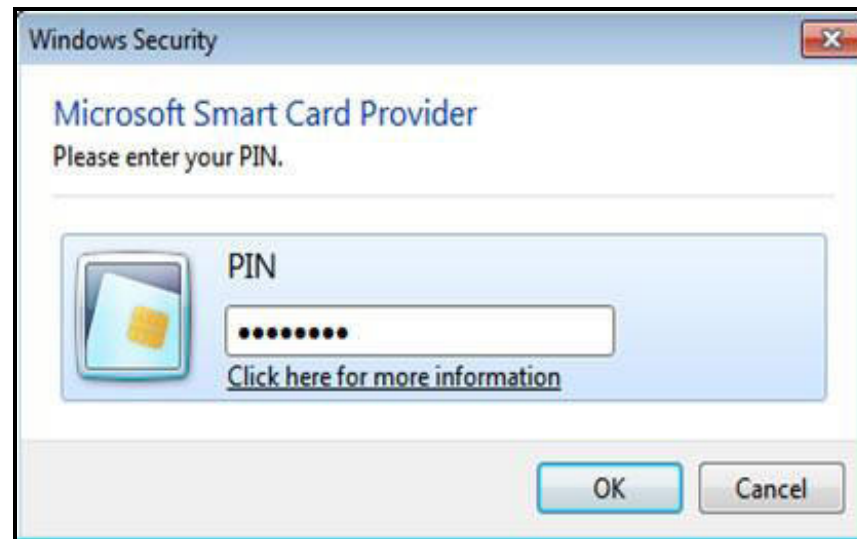 Windows Security
Microsoft Smart Card Provider
Please enter your PIN.
PIN
••••••••
Click here for more information
OK Cancel